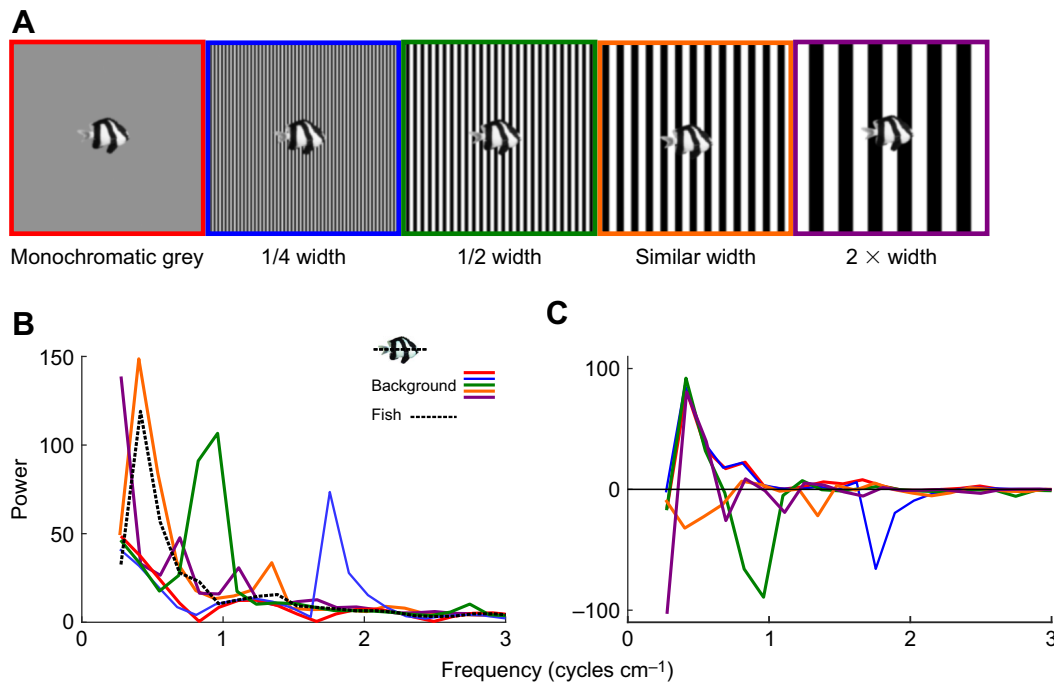 A
Monochromatic grey
1/4 width
1/2 width
Similar width
2 × width
B
150
100
50
0
Power
Background
Fish
0
1
2
3
C
100
0
–100
0
1
2
3
Frequency (cycles cm–1)